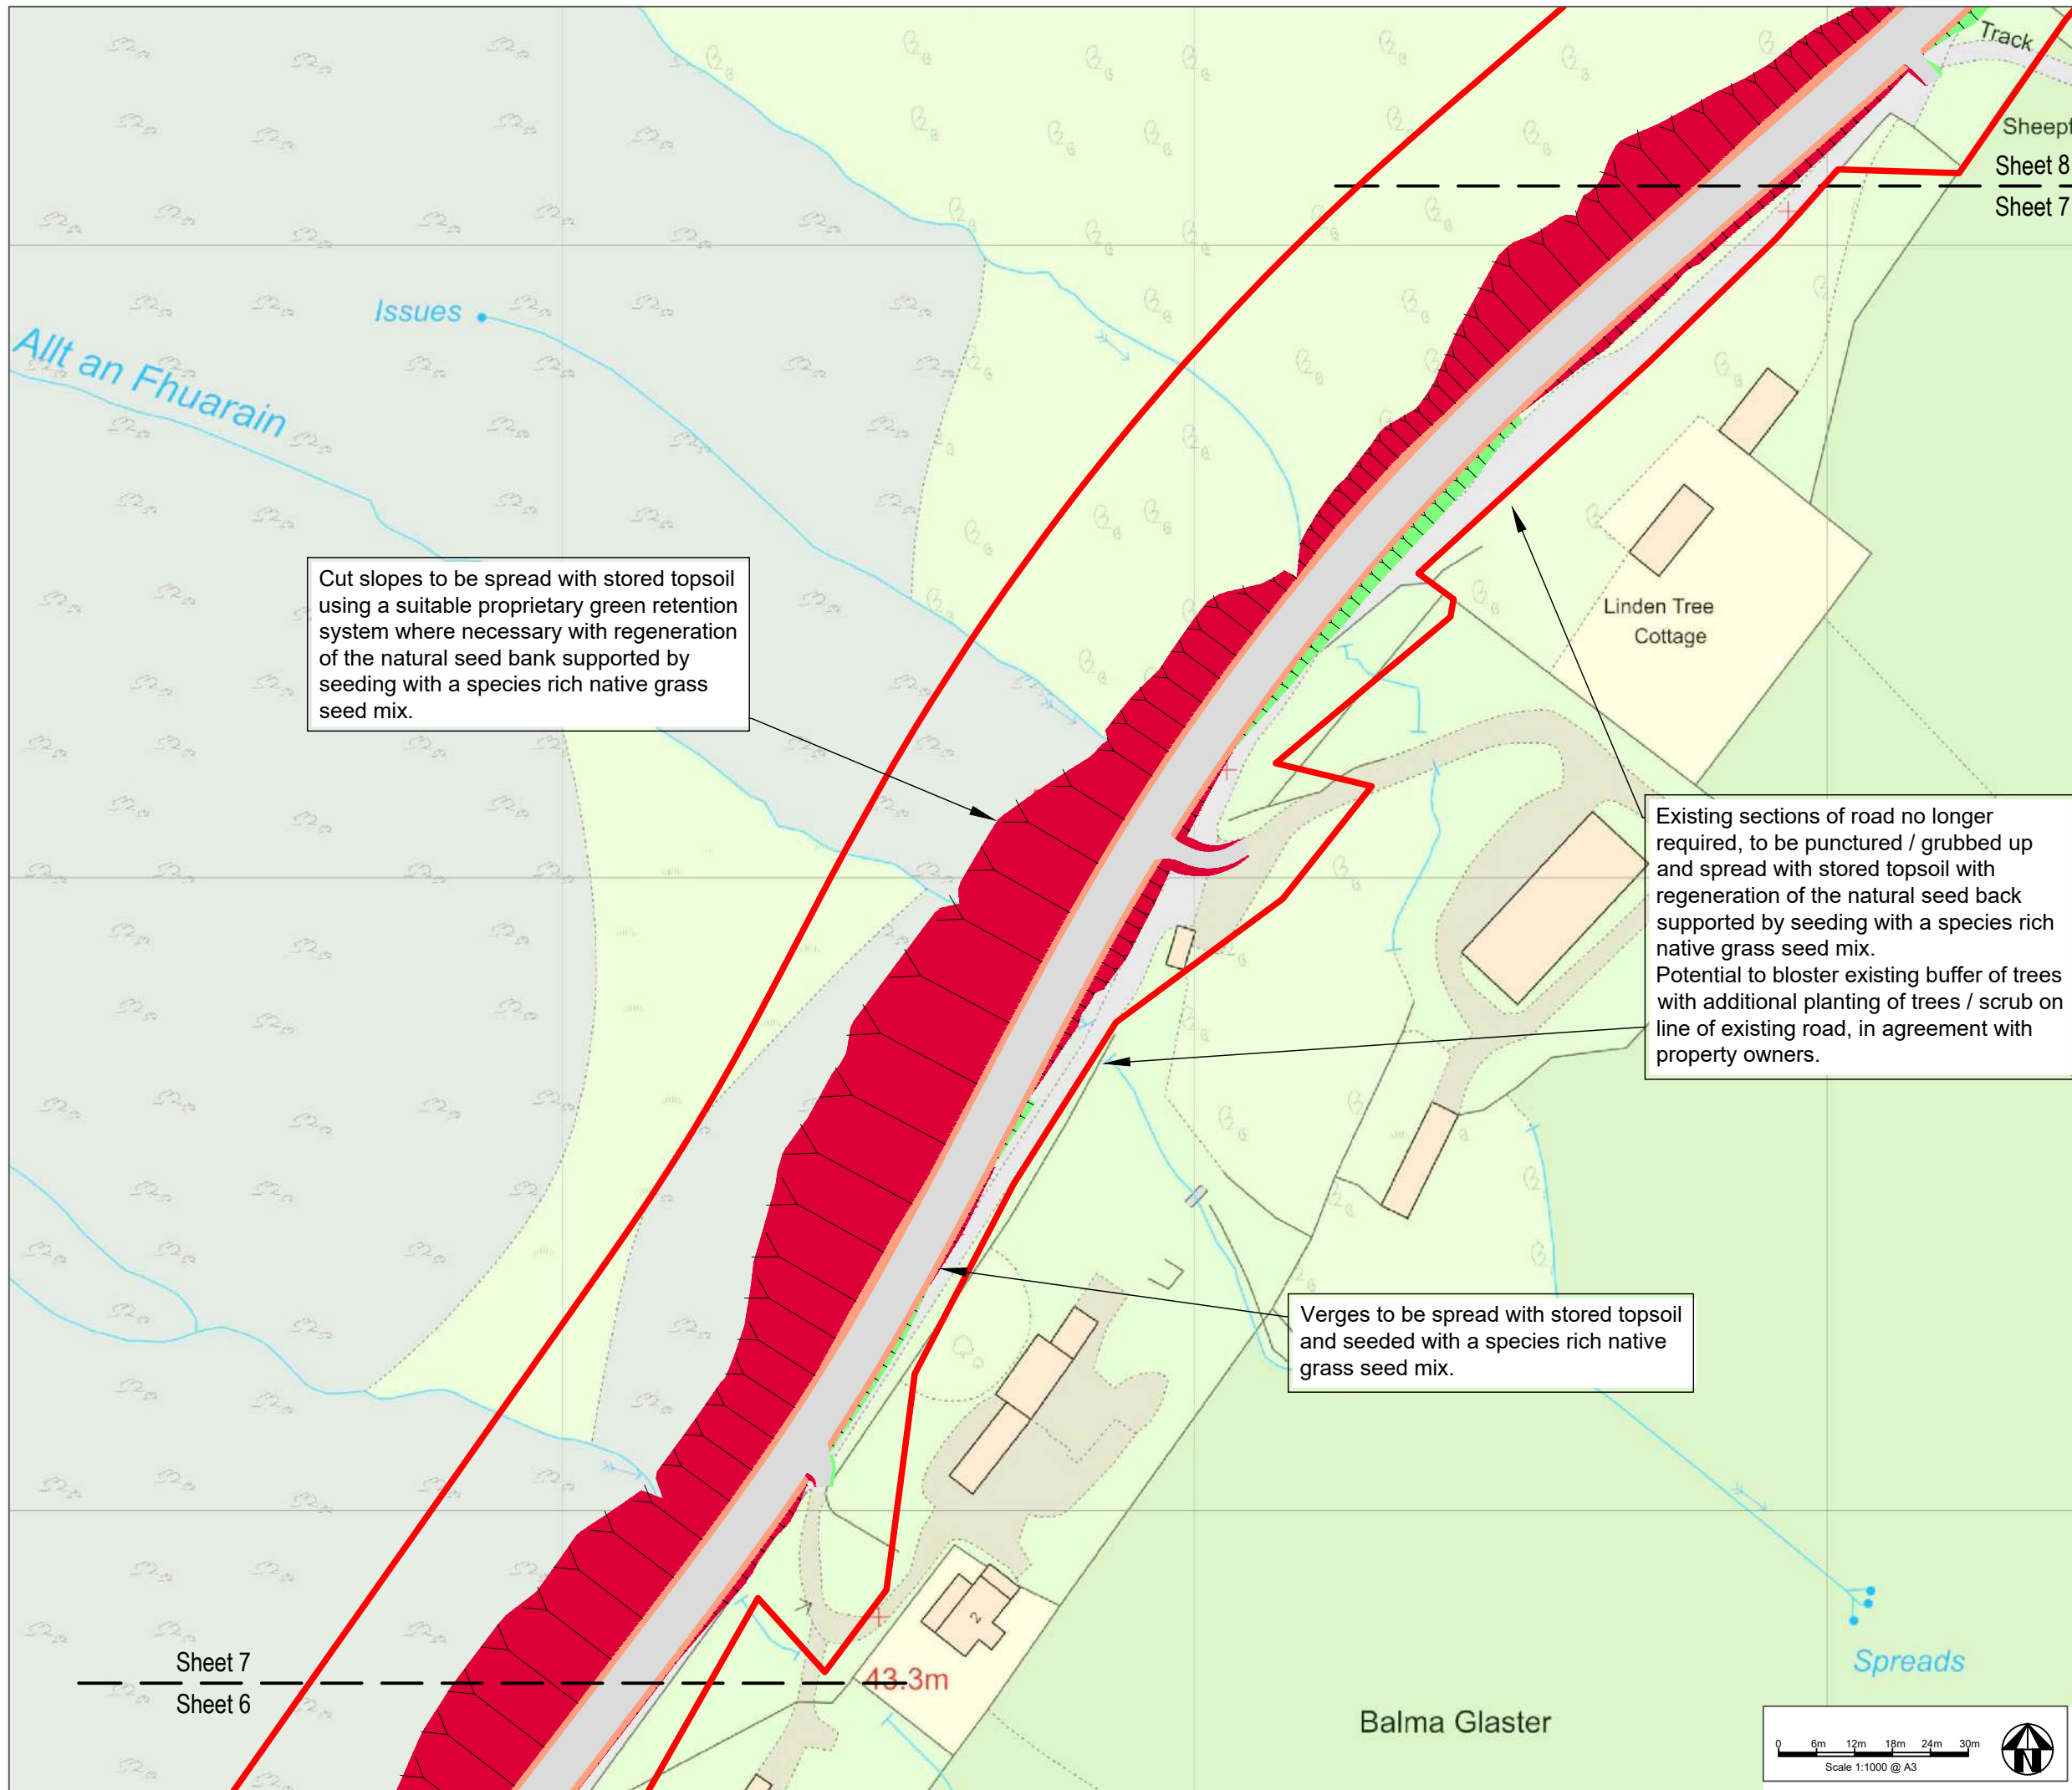 Track
Sheepf
Sheet 8
Sheet 7
Issues
Allt an Fhuarain
Cut slopes to be spread with stored topsoil
using a suitable proprietary green retention
system where necessary with regeneration
of the natural seed bank supported by
seeding with a species rich native grass
seed mix.
Linden Tree
Cottage
Existing sections of road no longer
required, to be punctured / grubbed up
and spread with stored topsoil with
regeneration of the natural seed back
supported by seeding with a species rich
native grass seed mix.
Potential to bloster existing buffer of trees
with additional planting of trees / scrub on
line of existing road, in agreement with
property owners.
Verges to be spread with stored topsoil
and seeded with a species rich native
grass seed mix.
2
Sheet 7
Sheet 6
43.3m
Spreads
Balma Glaster
0 6m 12m 18m 24m 30m
Scale 1:1000 @ A3
N